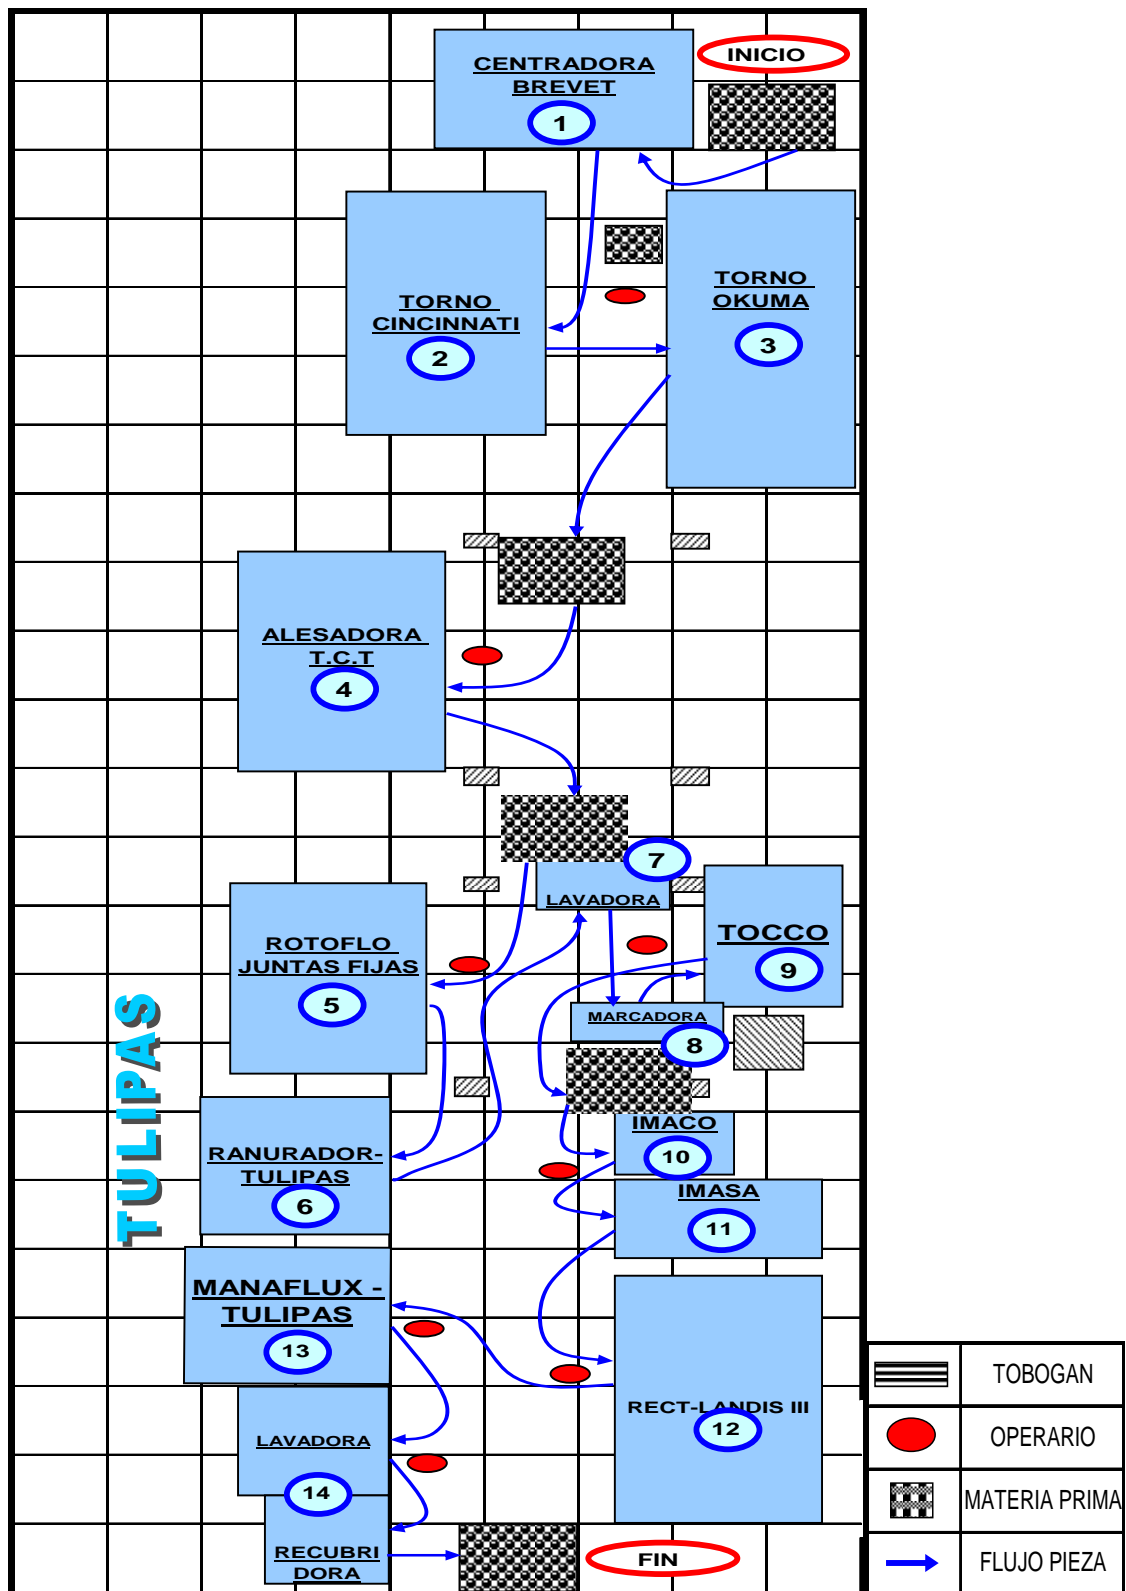 INICIO
CENTRADORA
BREVET
1
TORNO
CINCINNATI
2
TORNO
OKUMA
3
ALESADORA
T.C.T
4
7
LAVADORA
ROTOFLO
JUNTAS FIJAS
5
TOCCO
9
MARCADORA
8
TULIPAS
RANURADOR-
TULIPAS
6
IMACO
10
IMASA
11
MANAFLUX -
TULIPAS
13
RECT-LANDIS III
12
LAVADORA
14
RECUBRI
DORA
FIN
TOBOGAN
OPERARIO
MATERIA PRIMA
FLUJO PIEZA